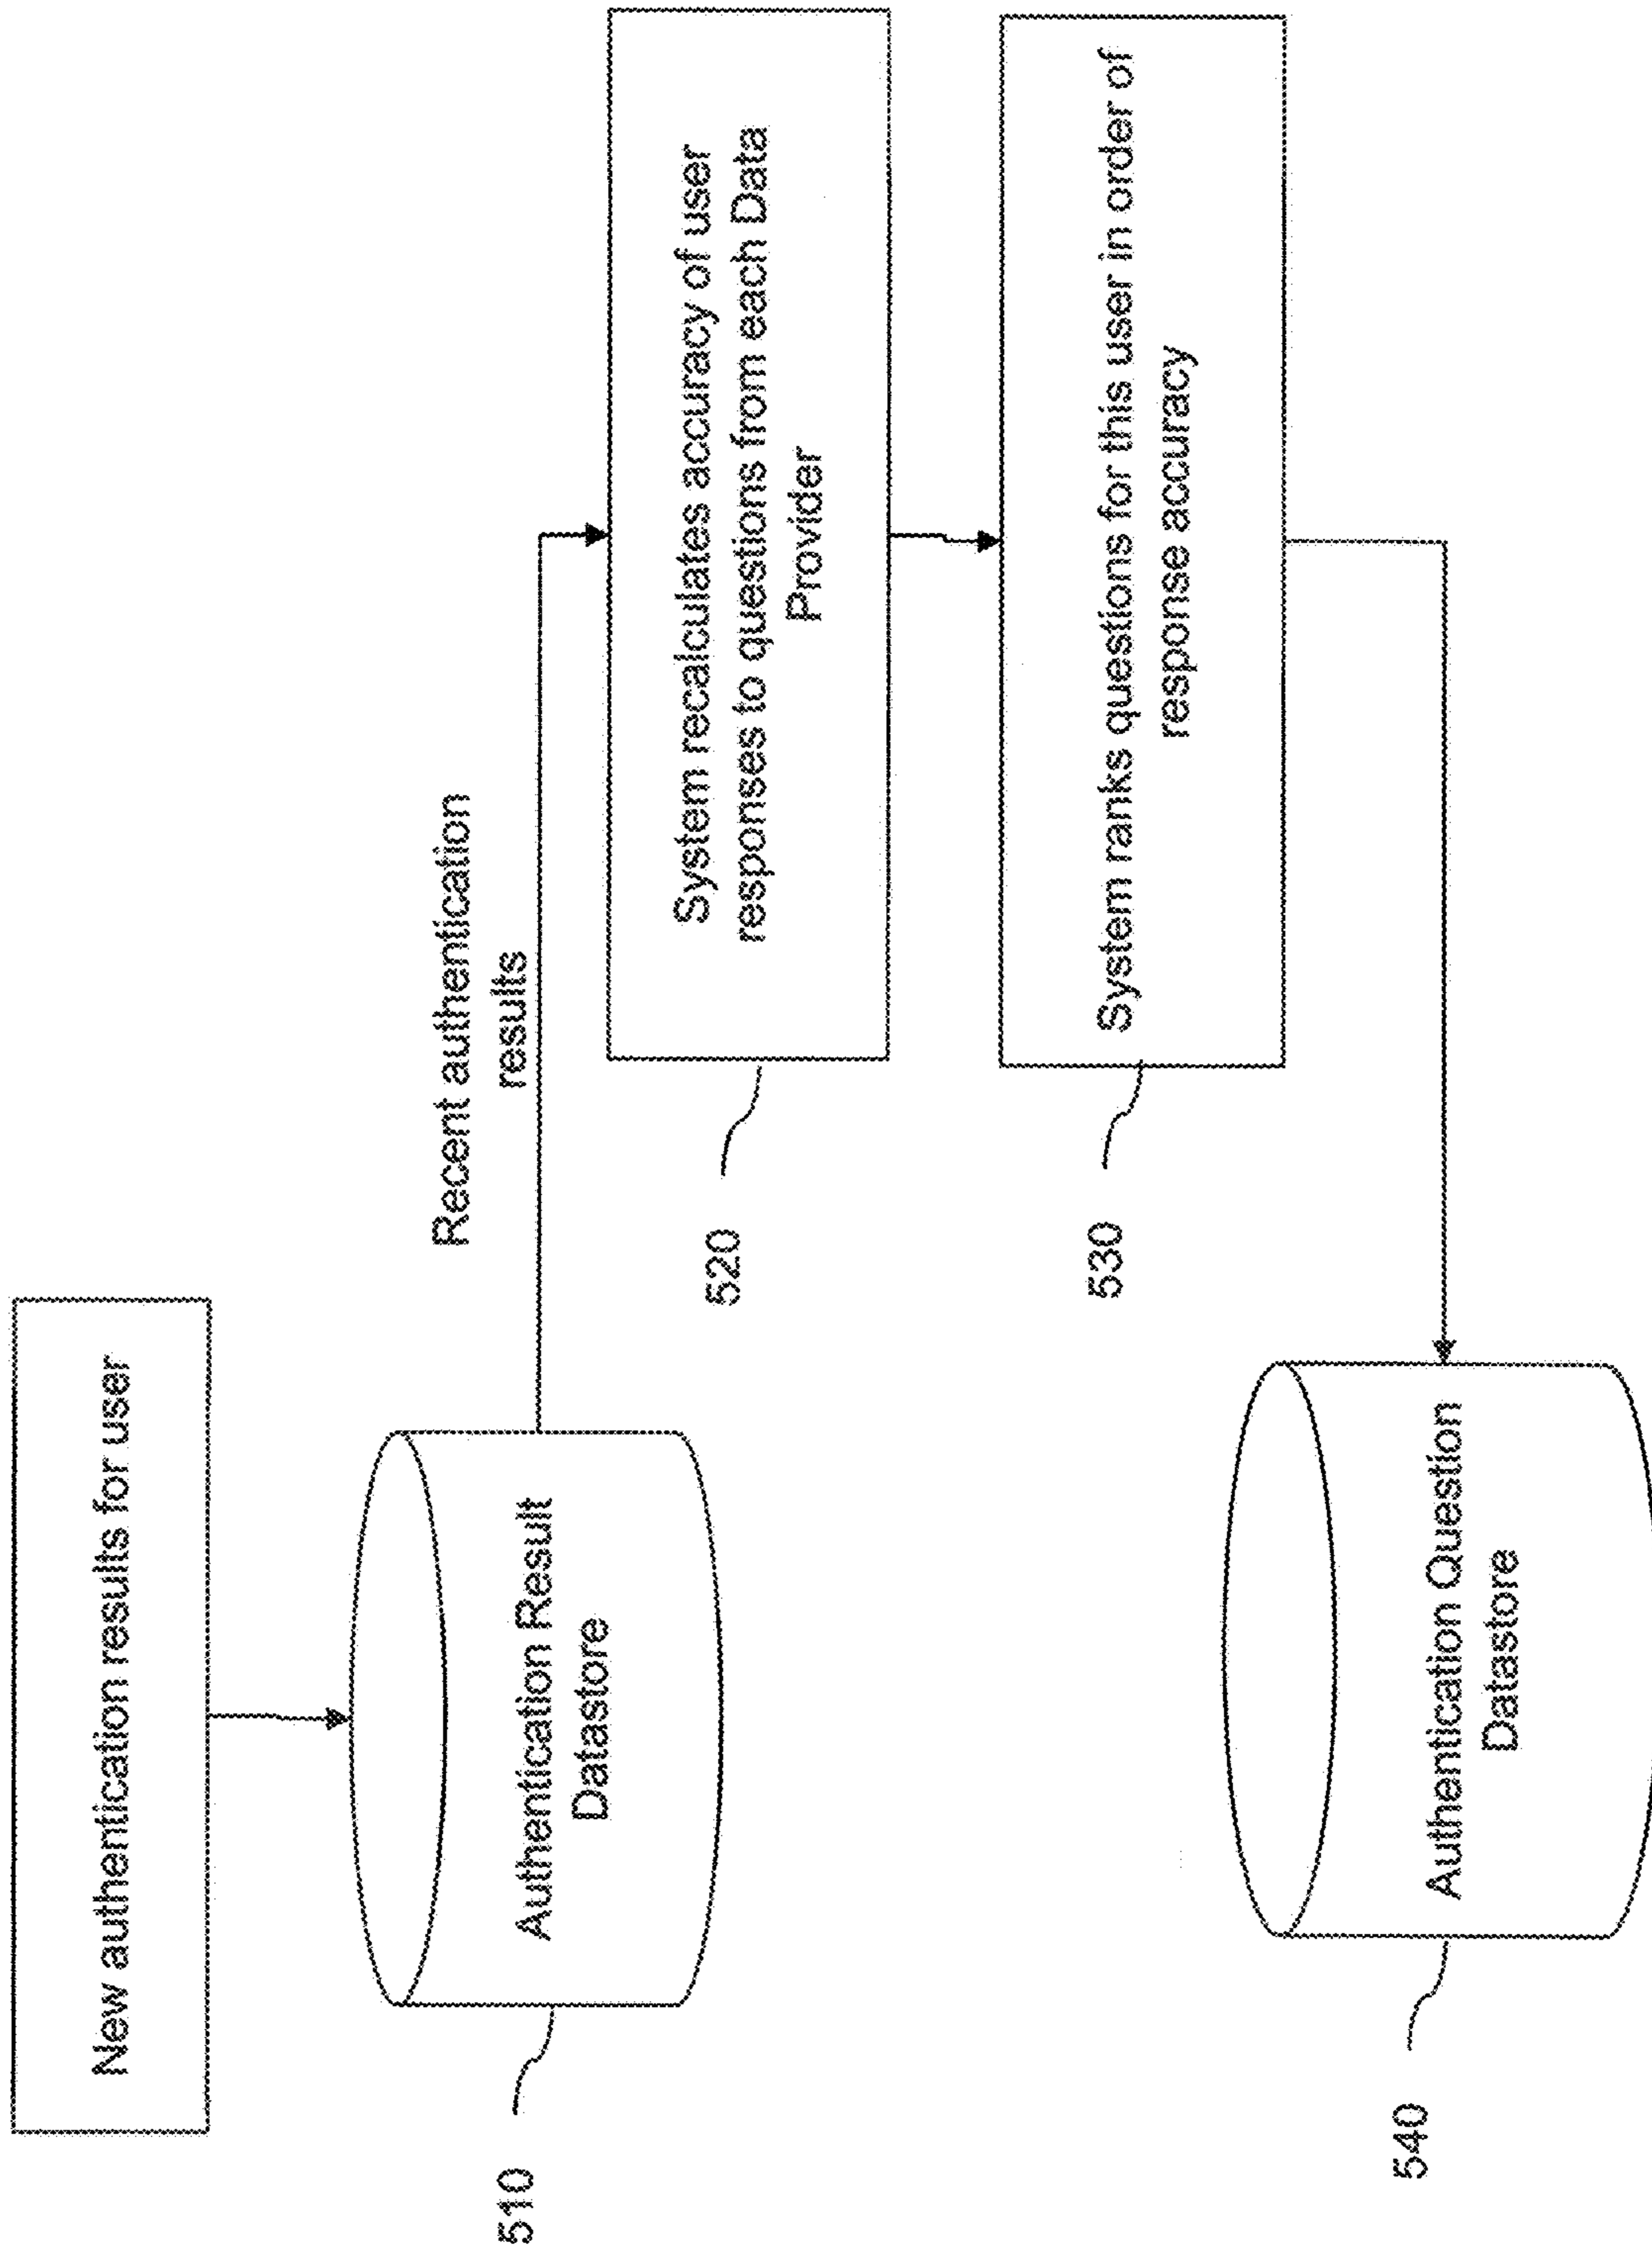 New authentication results for user
Recent authentication
results
510
Authentication Result
Datastore
520
System recalculates accuracy of user
responses to questions from each Data
Provider
530
System ranks questions for this user in order of
response accuracy
540
Authentication Question
Datastore